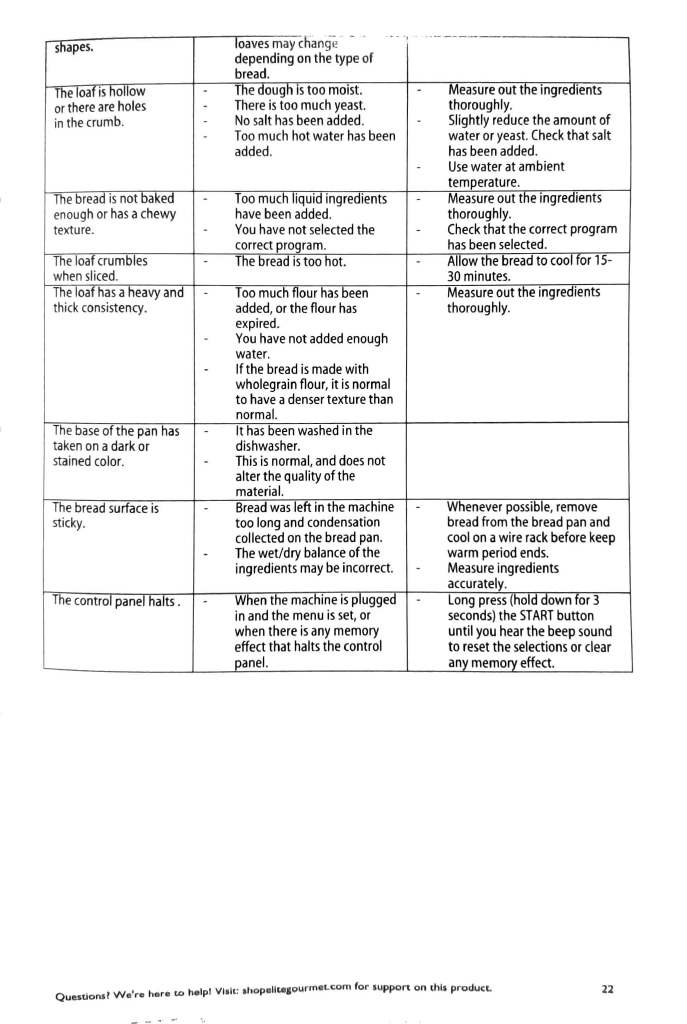 shapes.
loaves may change
depending on the type of
bread.
The loaf is hollow
or there are holes
in the crumb.
- The dough is too moist.
- There is too much yeast.
- No salt has been added.
- Too much hot water has been
added.
- Measure out the ingredients
thoroughly.
- Slightly reduce the amount of
water or yeast. Check that salt
has been added.
- Use water at ambient
temperature.
The bread is not baked
enough or has a chewy
texture.
- Too much liquid ingredients
have been added.
- You have not selected the
correct program.
- Measure out the ingredients
thoroughly.
- Check that the correct program
has been selected.
The loaf crumbles
when sliced.
- The bread is too hot.
- Allow the bread to cool for 15-
30 minutes.
The loaf has a heavy and
thick consistency.
- Too much flour has been
added, or the flour has
expired.
- You have not added enough
water.
- If the bread is made with
wholegrain flour, it is normal
to have a denser texture than
normal.
- Measure out the ingredients
thoroughly.
The base of the pan has
taken on a dark or
stained color.
- It has been washed in the
dishwasher.
- This is normal, and does not
alter the quality of the
material.
The bread surface is
sticky.
- Bread was left in the machine
too long and condensation
collected on the bread pan.
- The wet/dry balance of the
ingredients may be incorrect.
- Whenever possible, remove
bread from the bread pan and
cool on a wire rack before keep
warm period ends.
- Measure ingredients
accurately.
The control panel halts .
- When the machine is plugged
in and the menu is set, or
when there is any memory
effect that halts the control
panel.
- Long press (hold down for 3
seconds) the START button
until you hear the beep sound
to reset the selections or clear
any memory effect.
Questions? We're here to help! Visit: shopelitegourmet.com for support on this product.
22